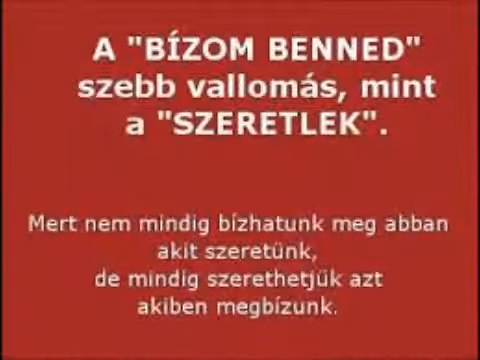 A "BÍZOM BENNED"
szebb vallomás, mint
a "SZERETLEK".
Mert nem mindig bízhatunk meg abban
akit szeretünk,
de mindig szerethetjük azt
akiben megbízunk.